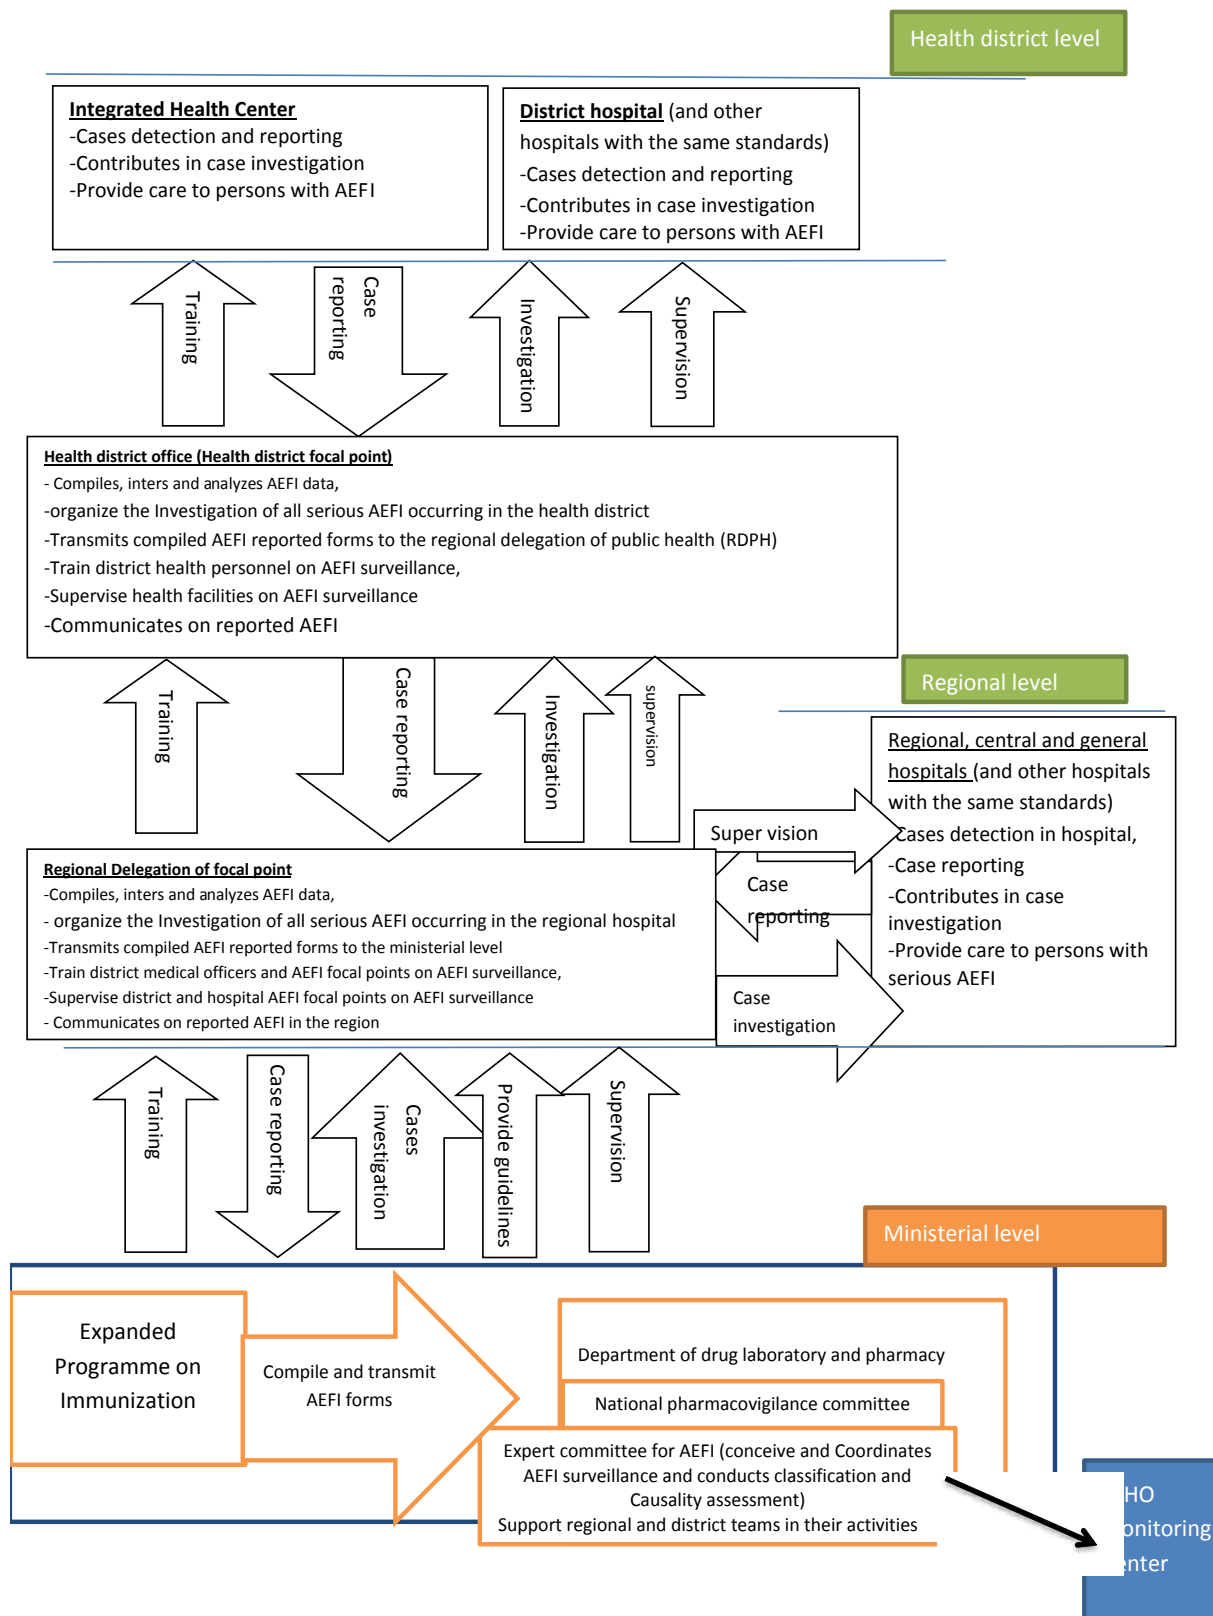 Health district level
Integrated Health Center
-Cases detection and reporting
-Contributes in case investigation
-Provide care to persons with AEFI
District hospital (and other
hospitals with the same standards)
-Cases detection and reporting
-Contributes in case investigation
-Provide care to persons with AEFI
Training
Case
reporting
Investigation
Supervision
Health district office (Health district focal point)
- Compiles, inters and analyzes AEFI data,
-organize the Investigation of all serious AEFI occurring in the health district
-Transmits compiled AEFI reported forms to the regional delegation of public health (RDPH)
-Train district health personnel on AEFI surveillance,
-Supervise health facilities on AEFI surveillance
-Communicates on reported AEFI
Training
Case reporting
Investigation
supervision
Regional level
Regional, central and general
hospitals (and other hospitals
with the same standards)
-Cases detection in hospital,
-Case reporting
-Contributes in case
investigation
-Provide care to persons with
serious AEFI
Super vision
Case
reporting
Case
investigation
Regional Delegation of focal point
-Compiles, inters and analyzes AEFI data,
- organize the Investigation of all serious AEFI occurring in the regional hospital
-Transmits compiled AEFI reported forms to the ministerial level
-Train district medical officers and AEFI focal points on AEFI surveillance,
-Supervise district and hospital AEFI focal points on AEFI surveillance
- Communicates on reported AEFI in the region
Training
Case reporting
Cases
investigation
Provide guidelines
Supervision
Ministerial level
Expanded
Programme on
Immunization
Compile and transmit
AEFI forms
Department of drug laboratory and pharmacy
National pharmacovigilance committee
Expert committee for AEFI (conceive and Coordinates
AEFI surveillance and conducts classification and
Causality assessment)
Support regional and district teams in their activities
HO
onitoring
enter